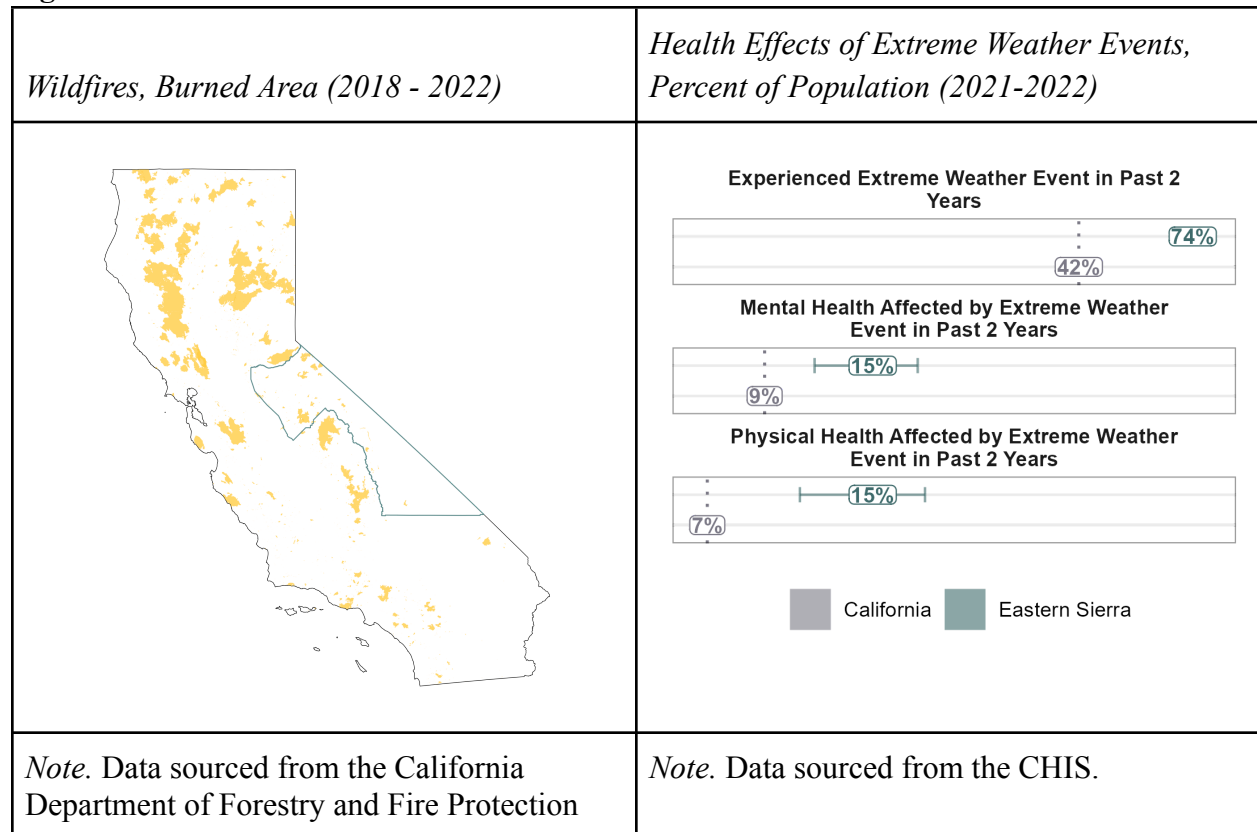 Wildfires, Burned Area (2018 - 2022)
Health Effects of Extreme Weather Events,
Percent of Population (2021-2022)
Experienced Extreme Weather Event in Past 2
Years
74%
42%
Mental Health Affected by Extreme Weather
Event in Past 2 Years
15%
9%
Physical Health Affected by Extreme Weather
Event in Past 2 Years
15%
7%
California
Eastern Sierra
Note. Data sourced from the California
Department of Forestry and Fire Protection
Note. Data sourced from the CHIS.